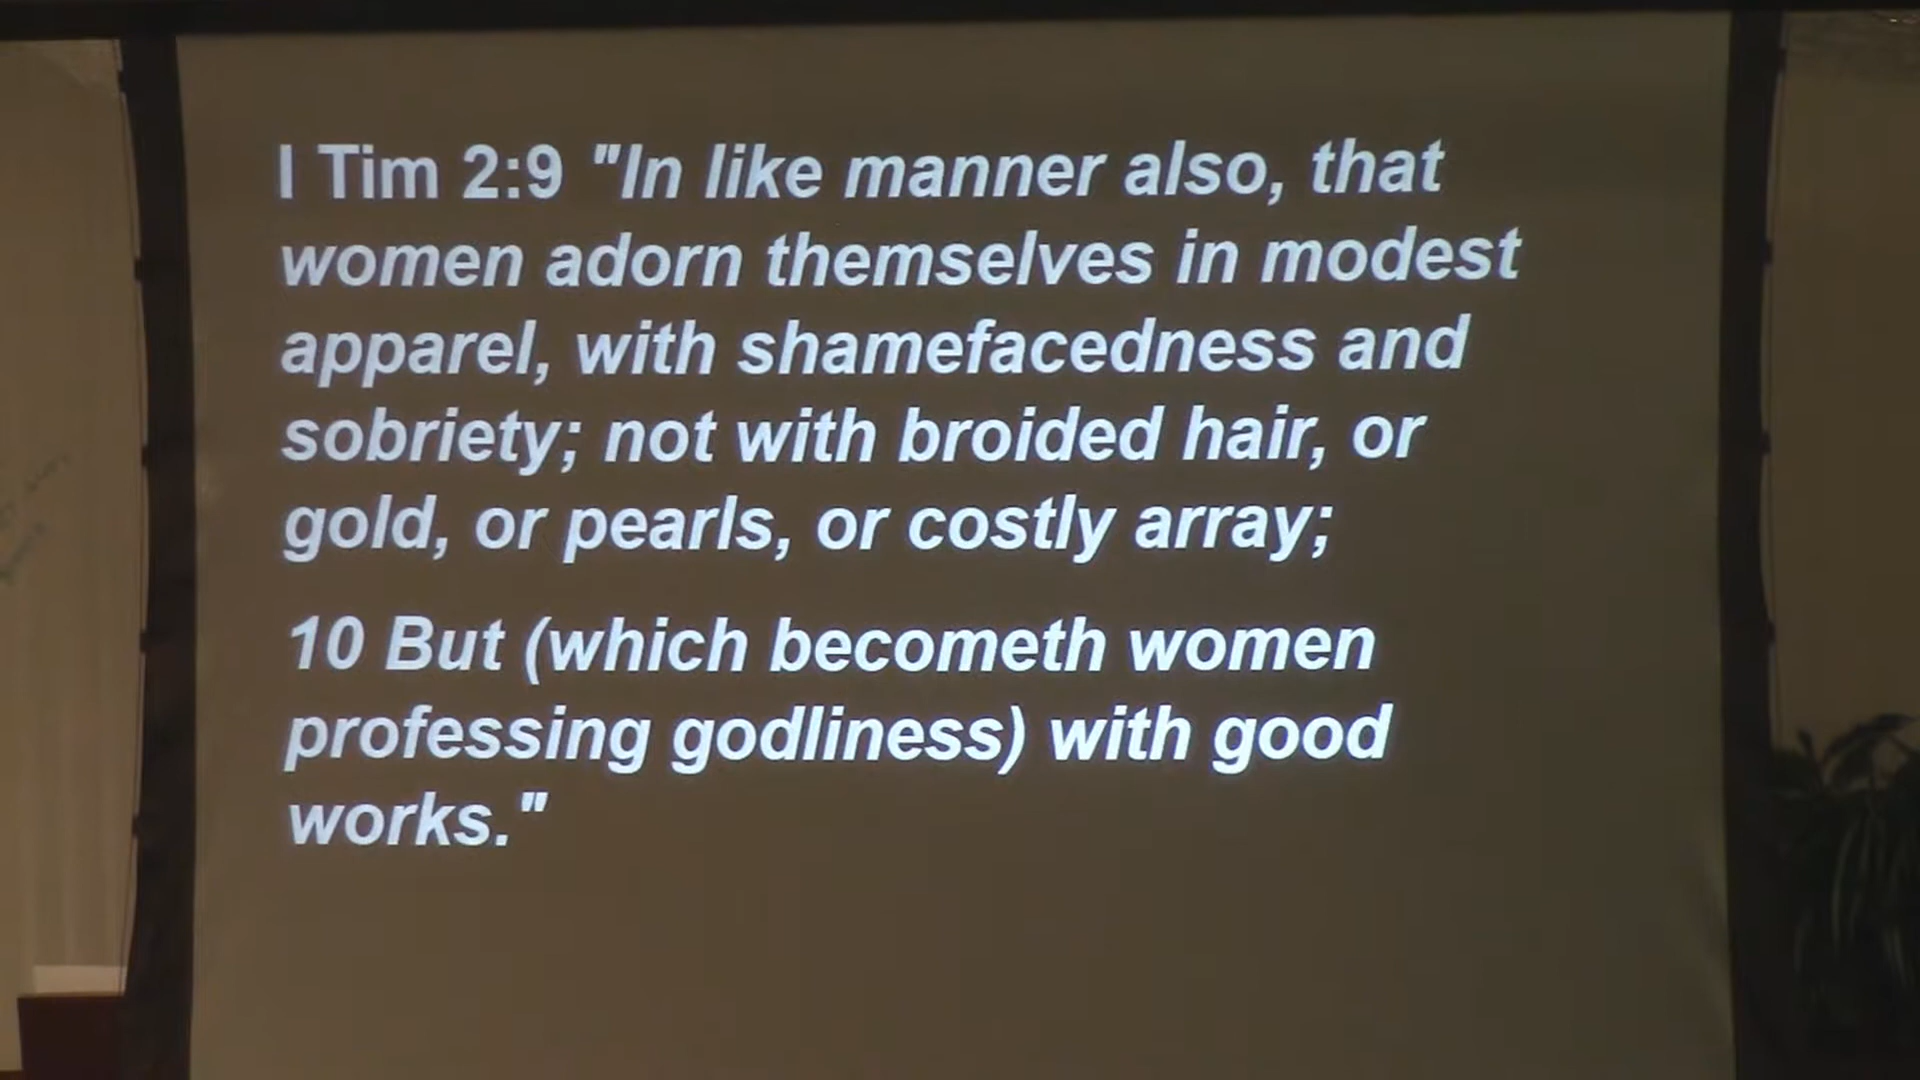 I Tim 2:9 "In like manner also, that
women adorn themselves in modest
apparel, with shamefacedness and
sobriety; not with broided hair, or
gold, or pearls, or costly array;
10 But (which becometh women
professing godliness) with good
works."